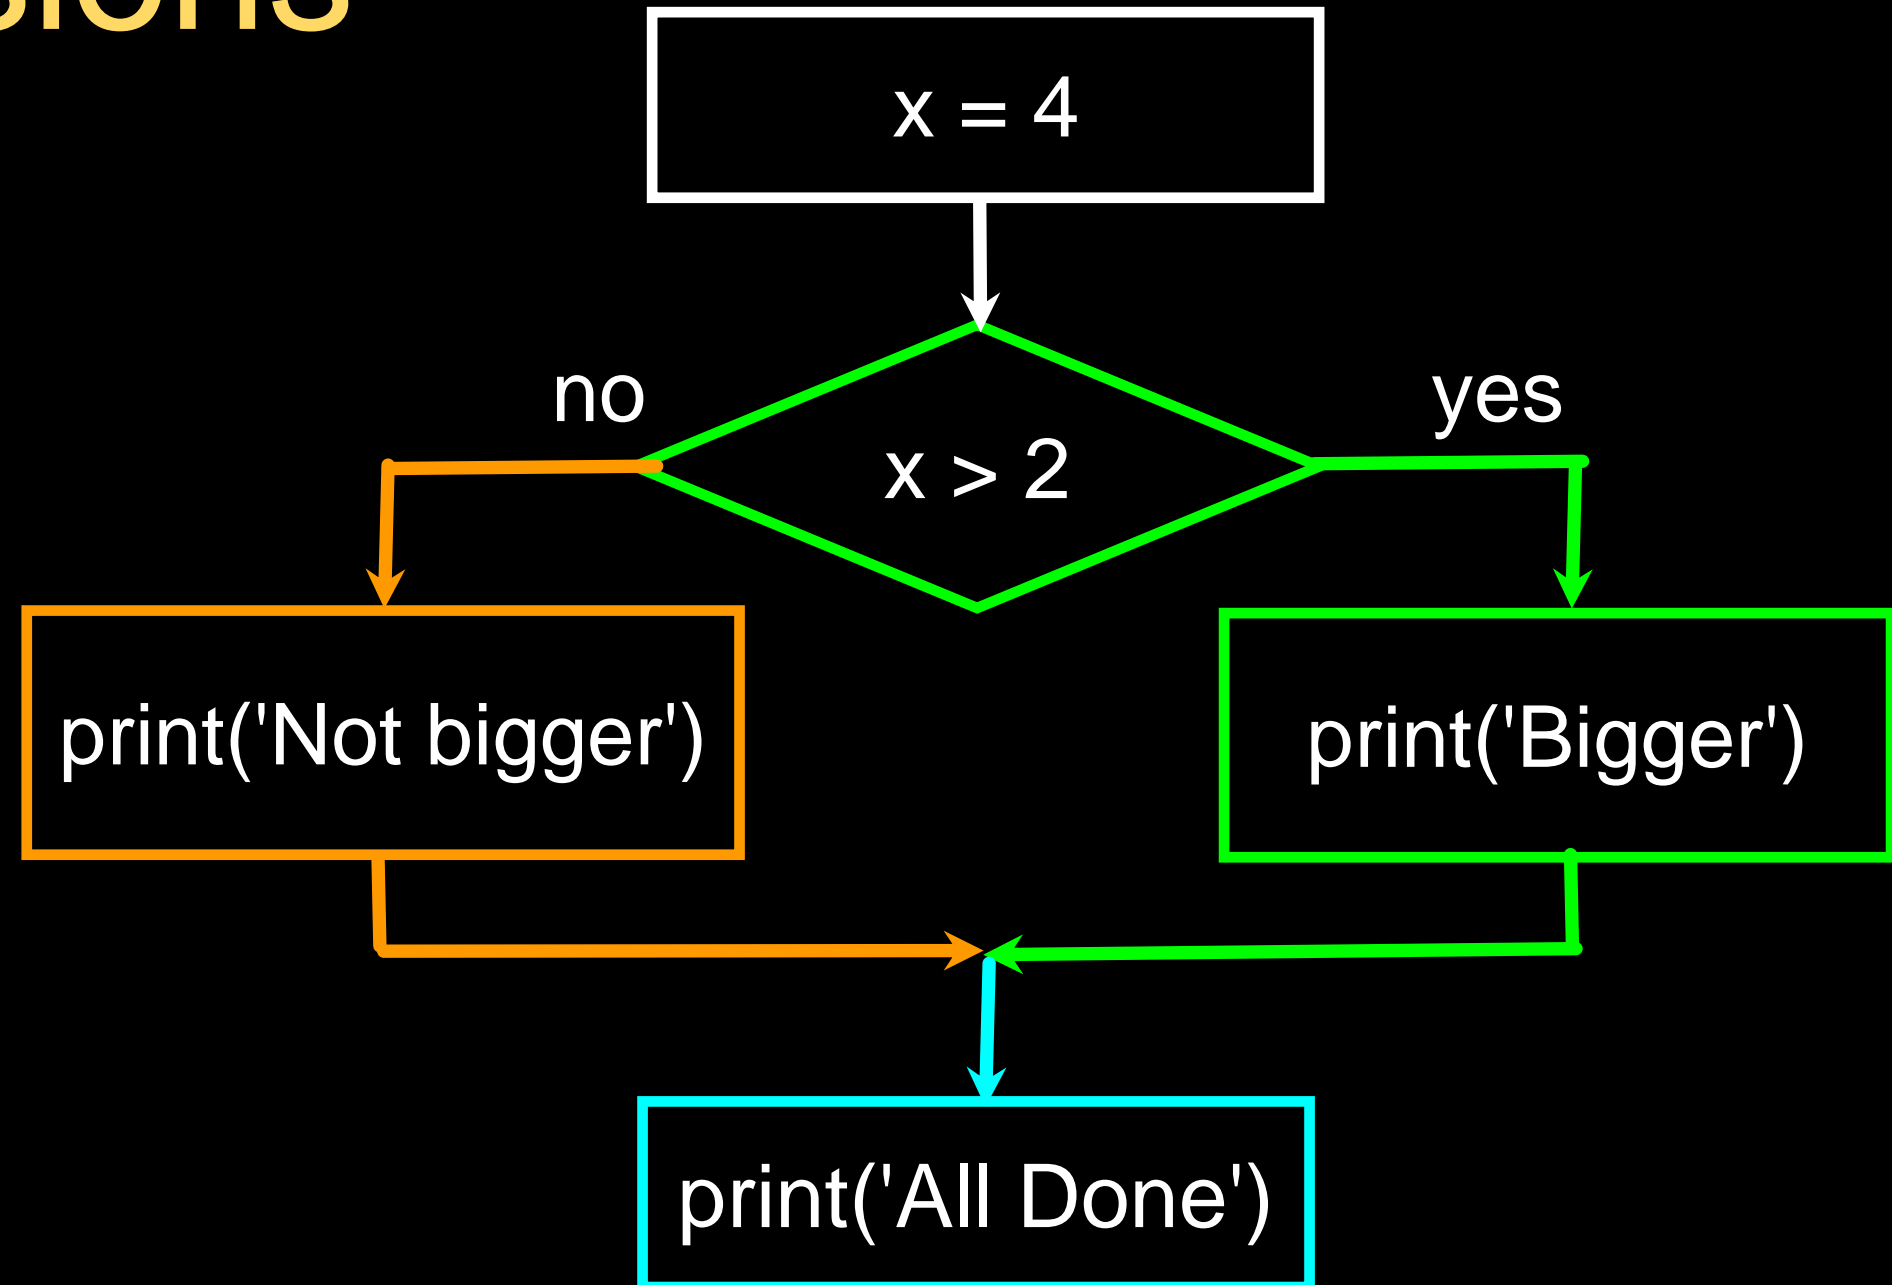 x = 4
no
yes
x > 2
print('Not bigger')
print('Bigger')
print('All Done')